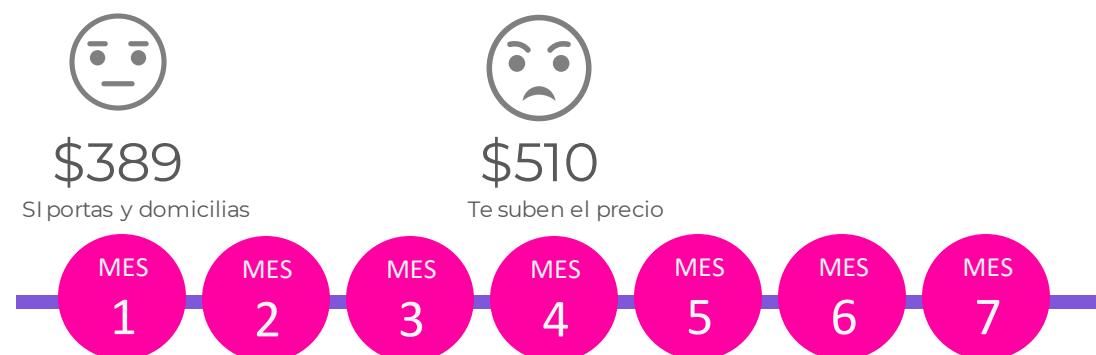 $389
SI portas y domicilias
$510
Te suben el precio
MES
1
MES
2
MES
3
MES
4
MES
5
MES
6
MES
7